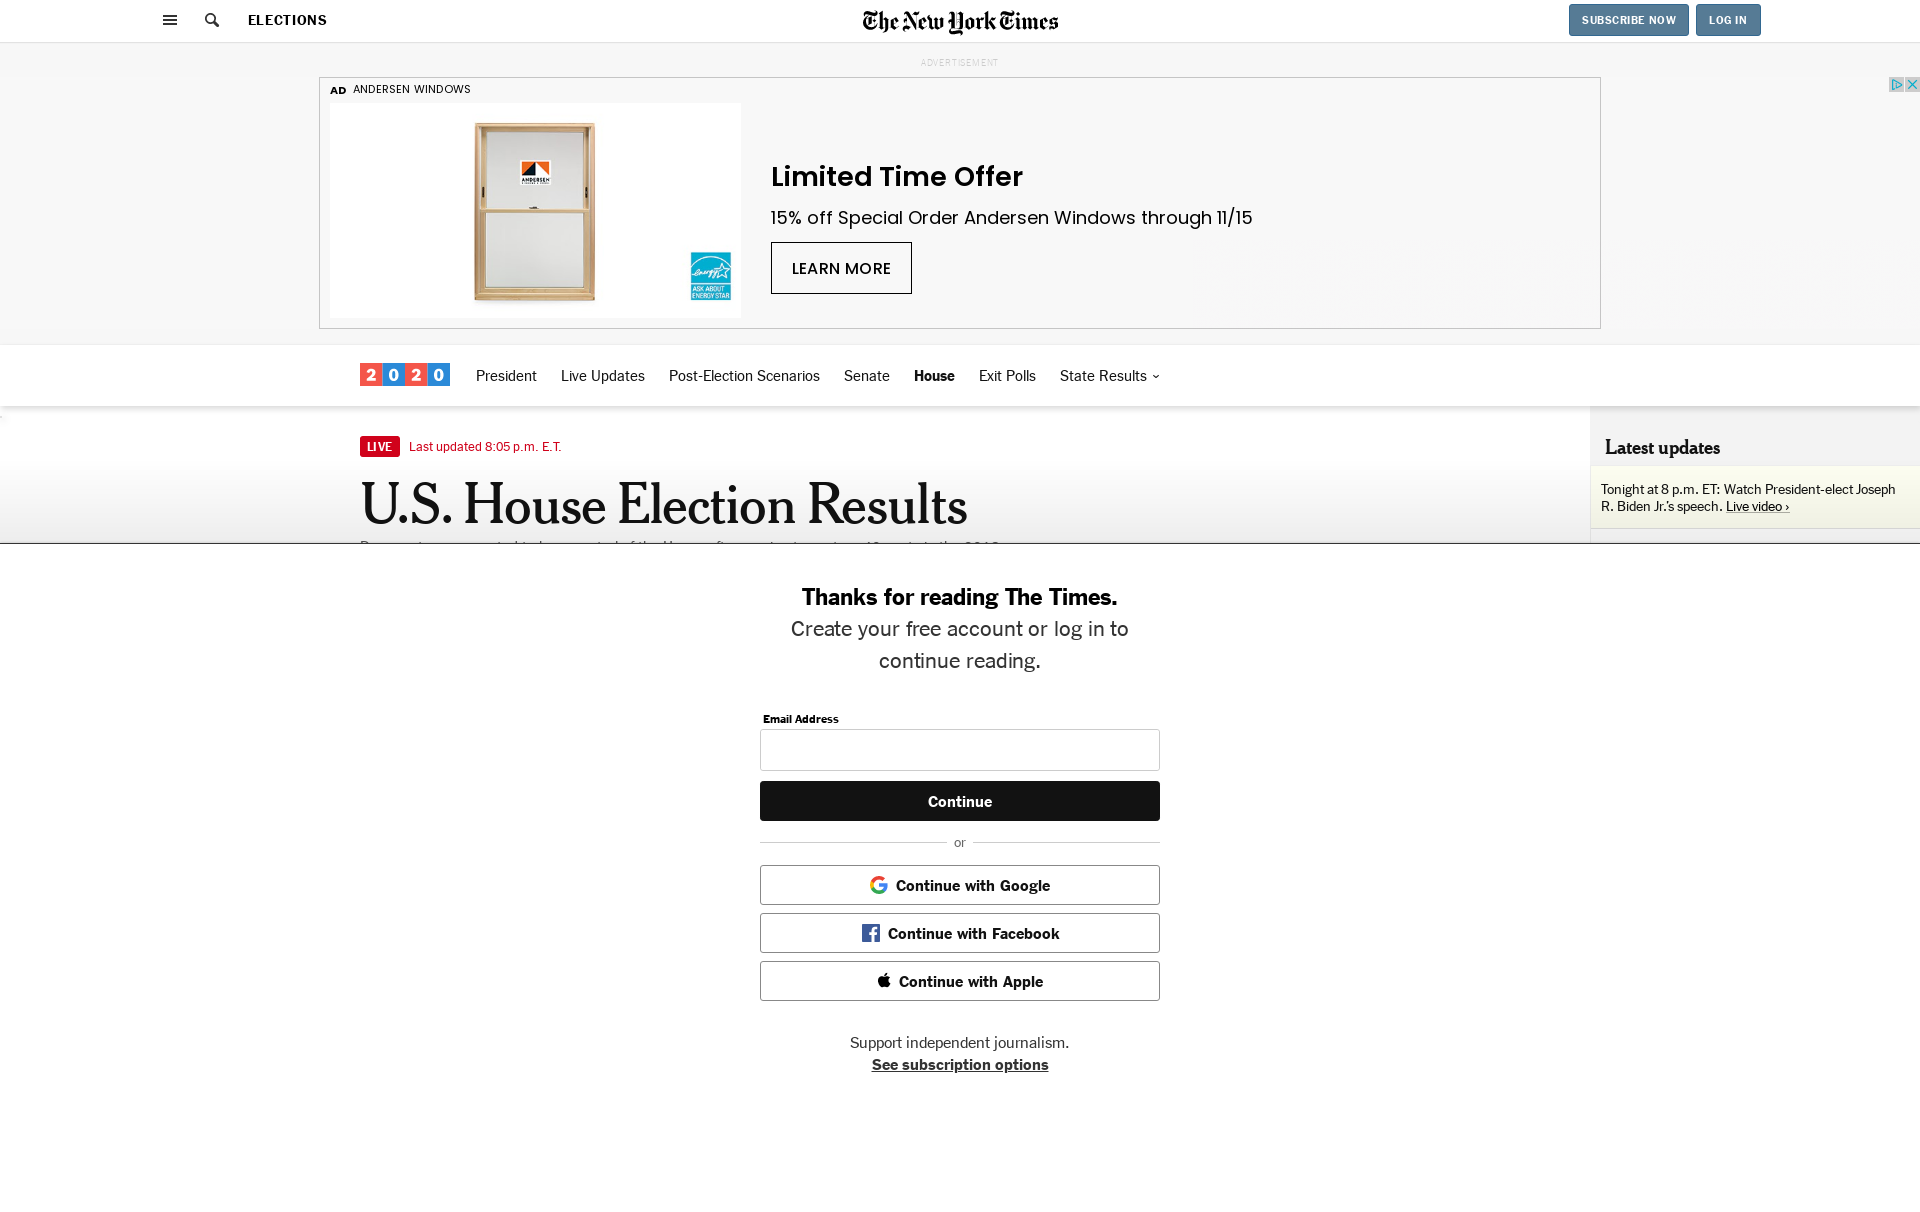 ELECTIONS
The New York Times
SUBSCRIBE NOW
LOG IN
ADVERTISEMENT
AD ANDERSEN WINDOWS
ANDERSEN
energy
ASK ABOUT
ENERGY STAR
Limited Time Offer
15% off Special Order Andersen Windows through 11/15
LEARN MORE
2020
President
Live Updates
Post-Election Scenarios
Senate
House
Exit Polls
State Results
LIVE Last updated 8:05 p.m. E.T.
U.S. House Election Results
Latest updates
Tonight at 8 p.m. ET: Watch President-elect Joseph
R. Biden Jr.'s speech. Live video ›
Thanks for reading The Times.
Create your free account or log in to
continue reading.
Email Address
Continue
or
Continue with Google
Continue with Facebook
Continue with Apple
Support independent journalism.
See subscription options